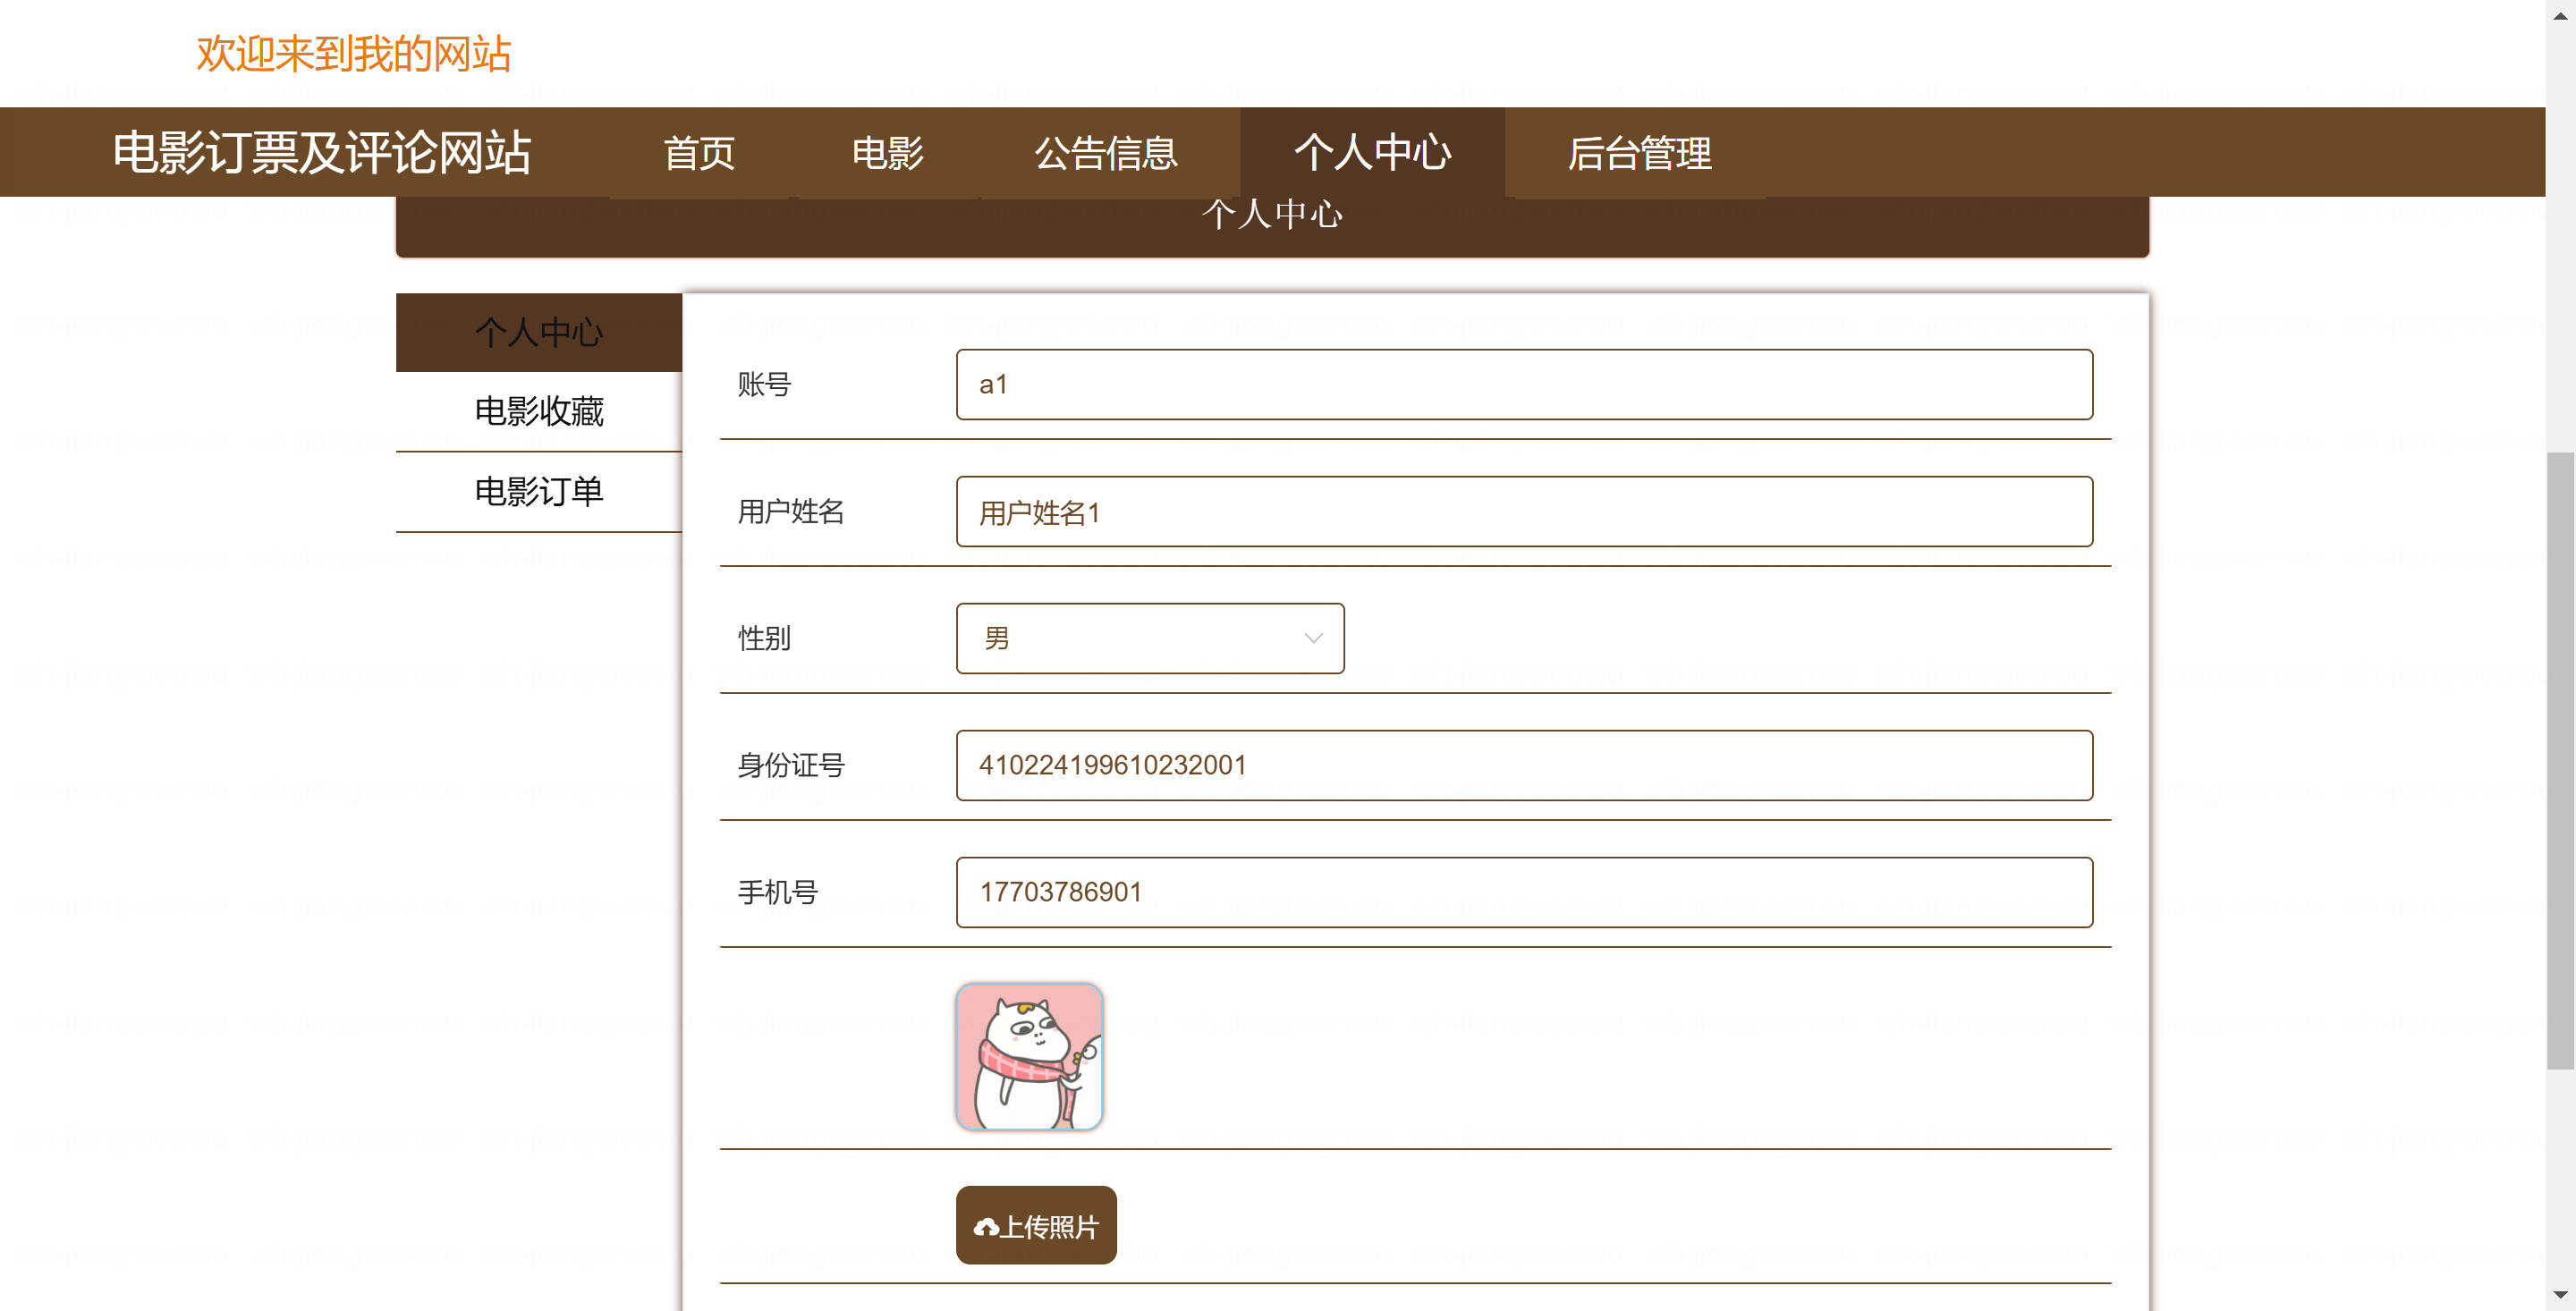 欢迎来到我的网站
电影订票及评论网站 首页 电影 公告信息 个人中心 后台管理
个人中心
个人中心
电影收藏
电影订单
账号 a1
用户姓名 用户姓名1
性别 男
身份证号 410224199610232001
手机号 17703786901
上传照片